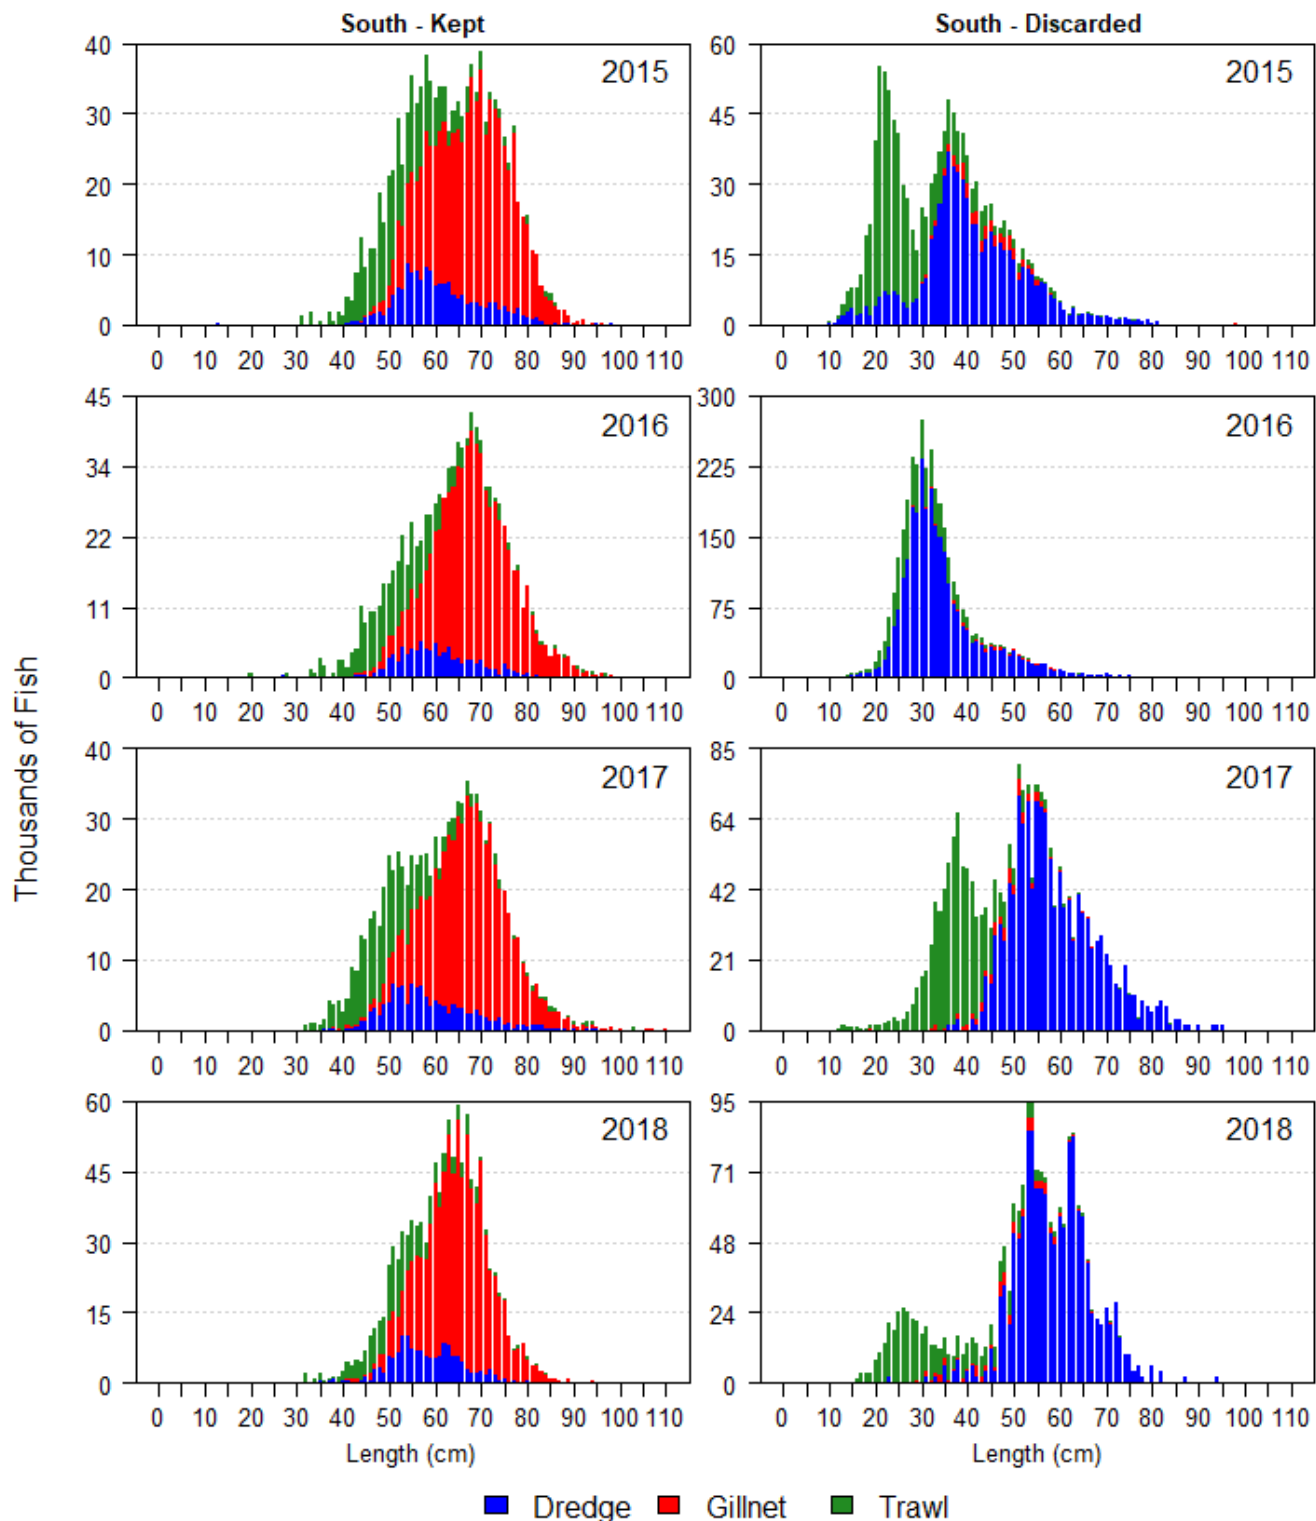 South - Kept South - Discarded
40 2015 60 2015
30 45
20 30
10 15
0 0
0 10 20 30 40 50 60 70 80 90 100 110 0 10 20 30 40 50 60 70 80 90 100 110
45 2016 300 2016
34 225
22 150
11 75
0 0
0 10 20 30 40 50 60 70 80 90 100 110 0 10 20 30 40 50 60 70 80 90 100 110
Thousands of Fish
40 2017 85 2017
30 64
20 42
10 21
0 0
0 10 20 30 40 50 60 70 80 90 100 110 0 10 20 30 40 50 60 70 80 90 100 110
60 2018 95 2018
45 71
30 48
15 24
0 0
0 10 20 30 40 50 60 70 80 90 100 110 0 10 20 30 40 50 60 70 80 90 100 110
Length (cm) Length (cm)
Dredge Gillnet Trawl